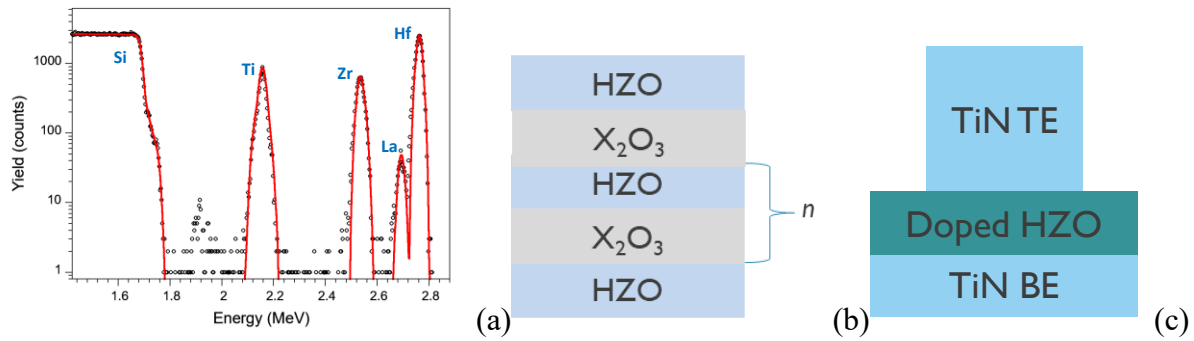 Yield (counts)
1000
100
10
1
Si
Ti
Zr
La
Hf
1.6
1.8
2
2.2
2.4
2.6
2.8
Energy (MeV)
(a)
HZO
X₂O₃
HZO
X₂O₃
HZO
n
(b)
TiN TE
Doped HZO
TiN BE
(c)